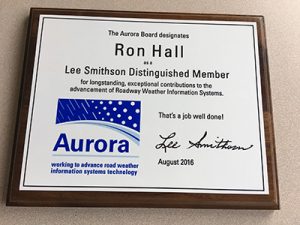 The Aurora Board designates
Ron Hall
as a
Lee Smithson Distinguished Member
for longstanding, exceptional contributions to the
advancement of Roadway Weather Information Systems.
That's a job well done!
Lee Smithson
August 2016
Aurora
working to advance road weather
information systems technology